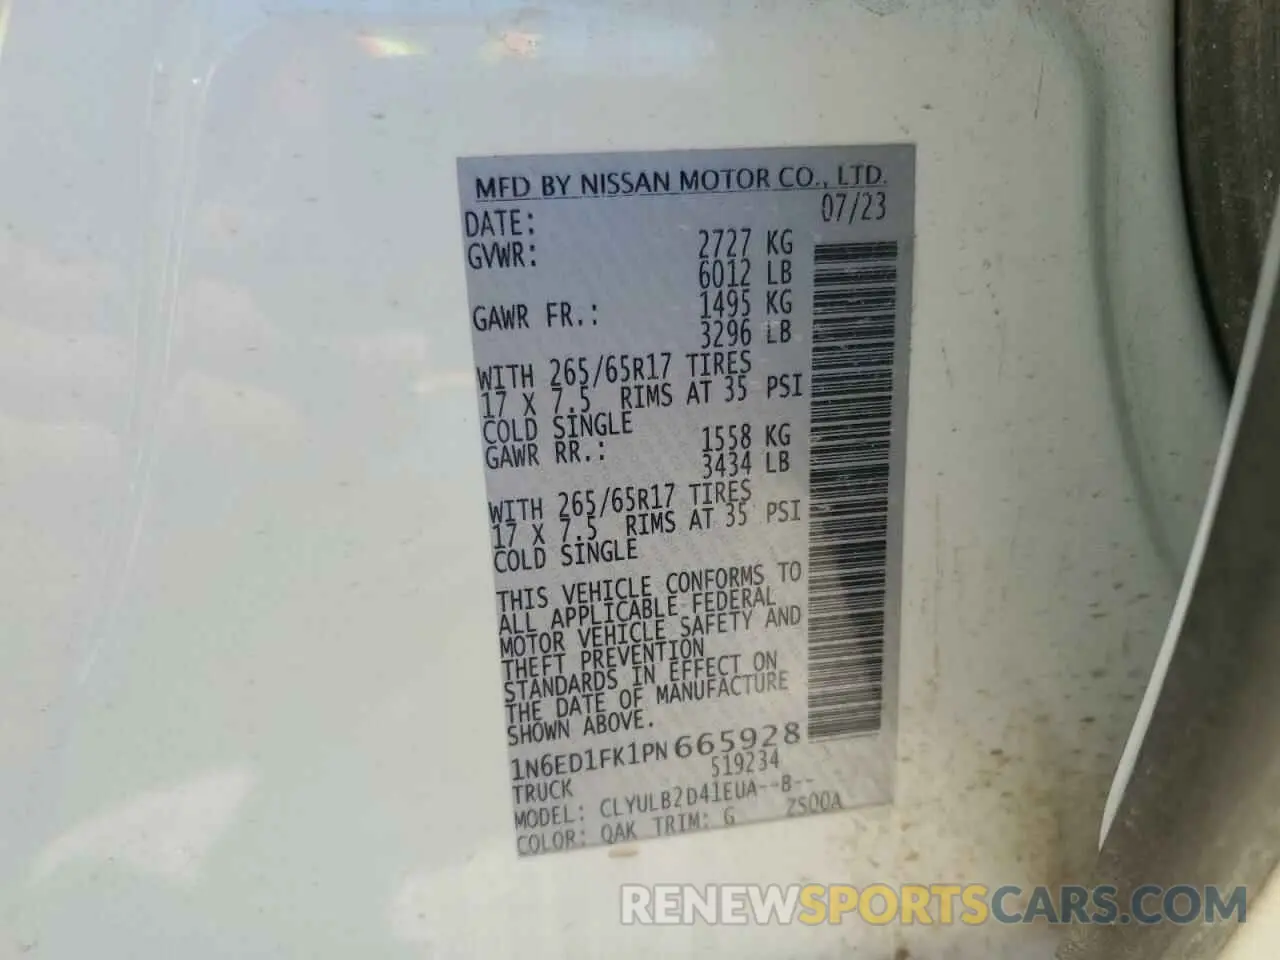 MFD BY NISSAN MOTOR CO., LTD.
DATE: 07/23
GVWR: 2727 KG
6012 LB
GAWR FR.: 1495 KG
3296 LB
WITH 265/65R17 TIRES
17 X 7.5 RIMS AT 35 PSI
COLD SINGLE
GAWR RR.: 1558 KG
3434 LB
WITH 265/65R17 TIRES
17 X 7.5 RIMS AT 35 PSI
COLD SINGLE
THIS VEHICLE CONFORMS TO
ALL APPLICABLE FEDERAL
MOTOR VEHICLE SAFETY AND
THEFT PREVENTION
STANDARDS IN EFFECT ON
THE DATE OF MANUFACTURE
SHOWN ABOVE.
1N6ED1FK1PN665928
TRUCK 519234
MODEL: CLYULB2D41EUA--B--
COLOR: QAK TRIM: G ZS00A
RENEWSPORTSCARS.COM